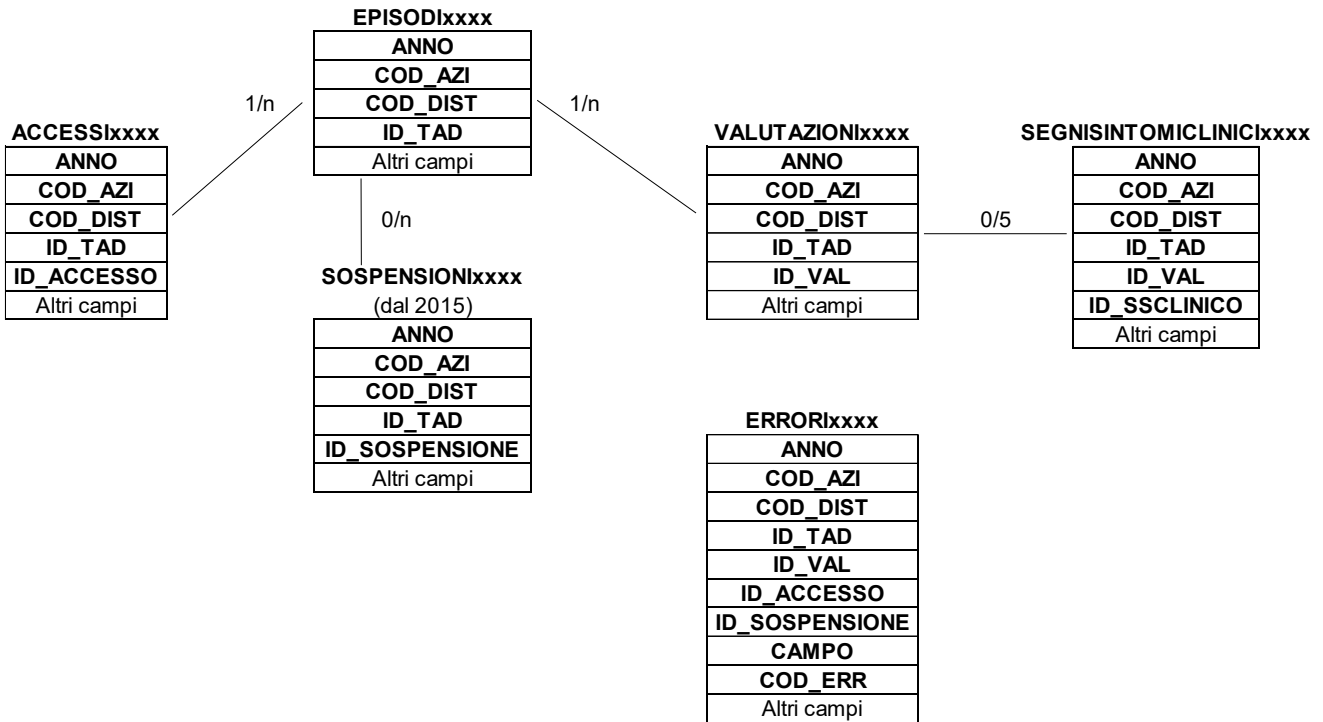 EPISODIxxxx
ANNO
COD_AZI
COD_DIST
ID_TAD
Altri campi
1/n
1/n
0/n
ACCESSIxxxx
ANNO
COD_AZI
COD_DIST
ID_TAD
ID_ACCESSO
Altri campi
SOSPENSIONIxxxx
(dal 2015)
ANNO
COD_AZI
COD_DIST
ID_TAD
ID_SOSPENSIONE
Altri campi
VALUTAZIONIxxxx
ANNO
COD_AZI
COD_DIST
ID_TAD
ID_VAL
Altri campi
0/5
SEGNISINTOMICLINICIxxxx
ANNO
COD_AZI
COD_DIST
ID_TAD
ID_VAL
ID_SSCLINICO
Altri campi
ERRORIxxxx
ANNO
COD_AZI
COD_DIST
ID_TAD
ID_VAL
ID_ACCESSO
ID_SOSPENSIONE
CAMPO
COD_ERR
Altri campi